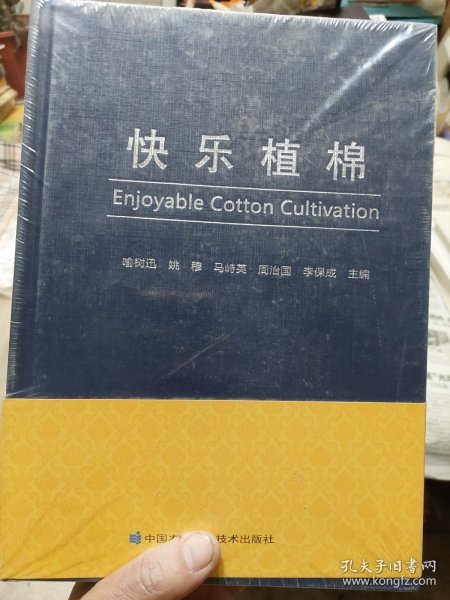 快乐植棉
Enjoyable Cotton Cultivation
喻树迅 姚穆 马峙英 周治国 李保成 主编
中国农 技术出版社
孔夫子旧书网
www.kongfz.com